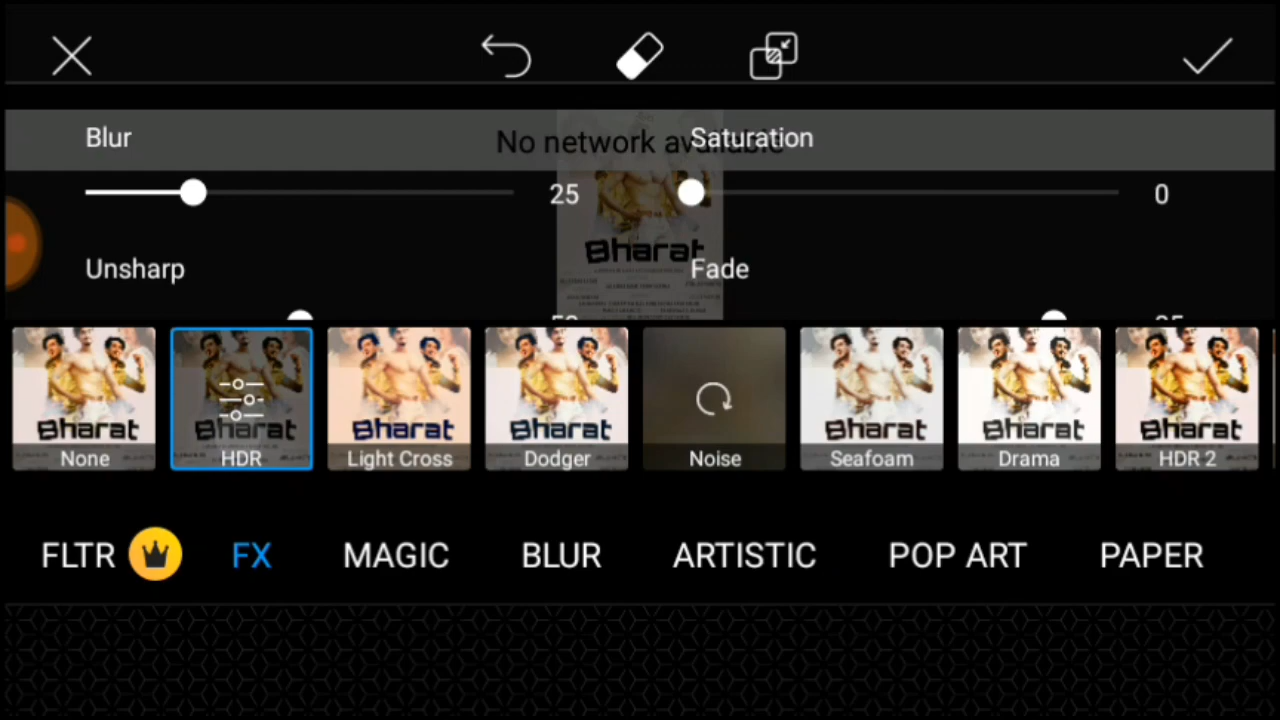 No network available
Blur
Saturation
25
0
Unsharp
Fade
Bharat
Bharat
None
Bharat
HDR
Bharat
Light Cross
Bharat
Dodger
Noise
Bharat
Seafoam
Bharat
Drama
Bharat
HDR 2
FLTR
FX
MAGIC
BLUR
ARTISTIC
POP ART
PAPER